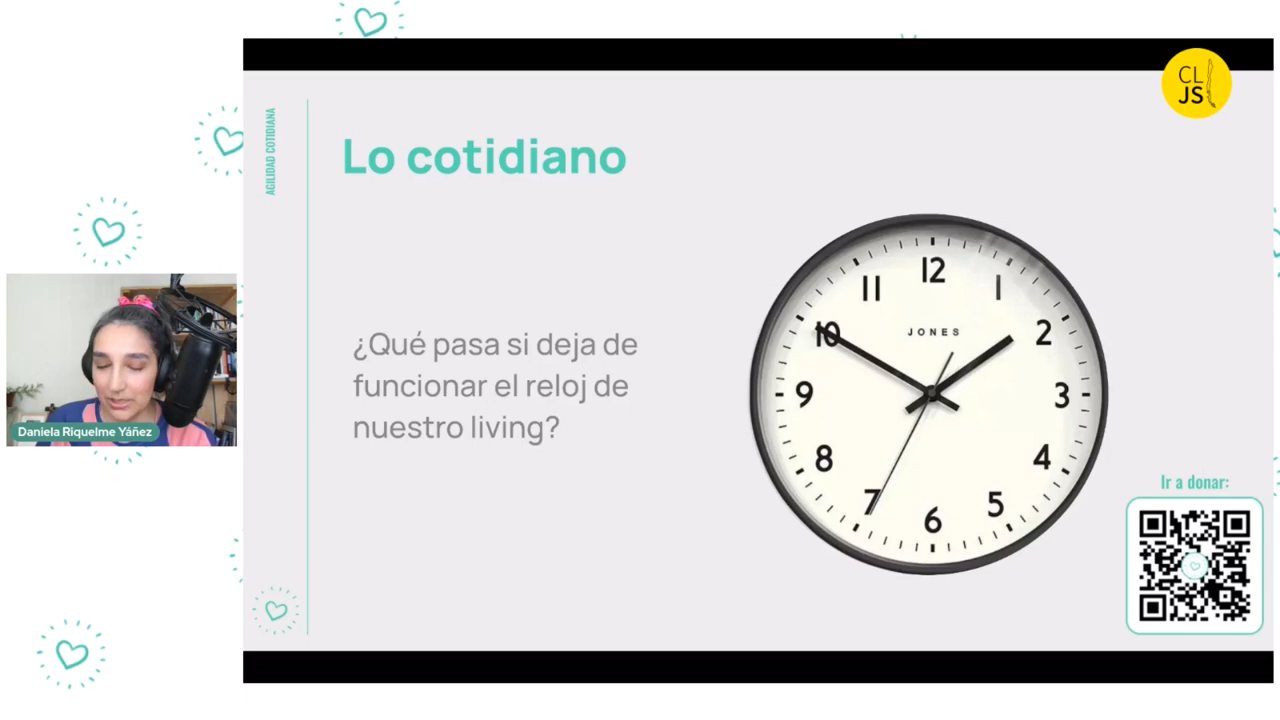 CL
JS
AGILIDAD COTIDIANA
Lo cotidiano
¿Qué pasa si deja de
funcionar el reloj de
nuestro living?
12
1
2
3
4
5
6
7
8
9
10
11
JONES
Daniela Riquelme Yáñez
Ir a donar: